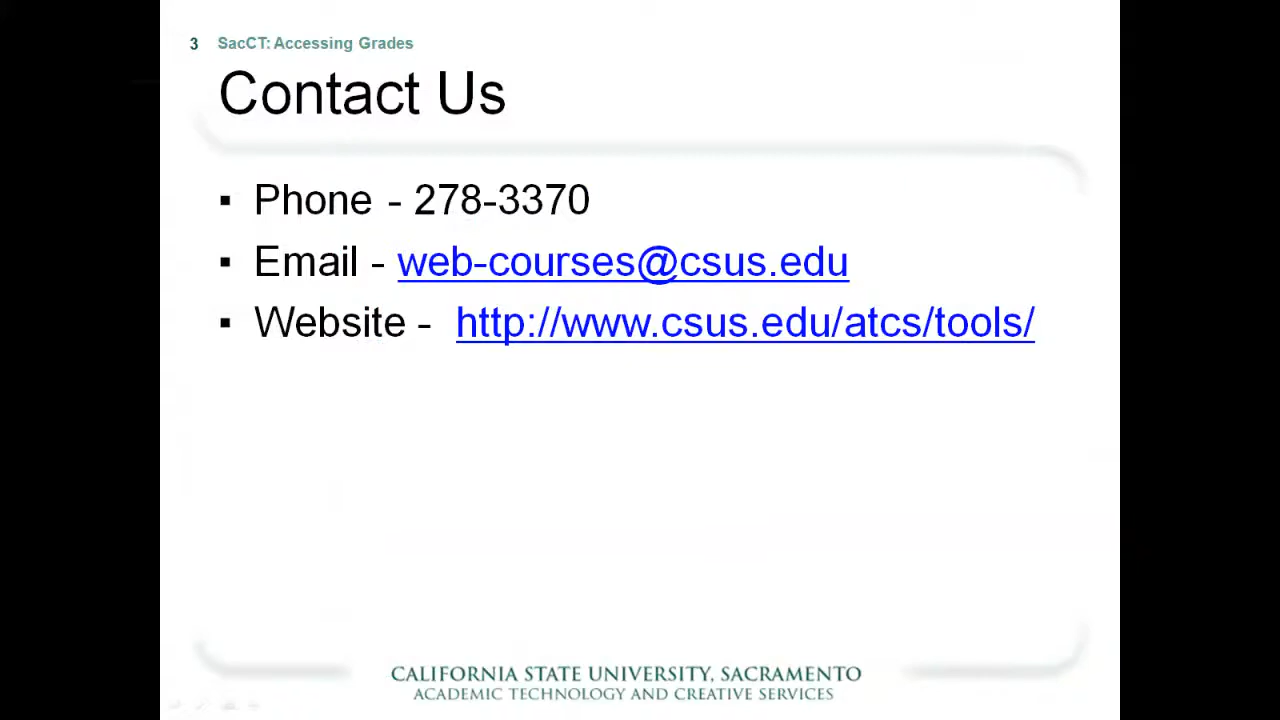 3 SacCT: Accessing Grades
Contact Us
▪ Phone - 278-3370
▪ Email - web-courses@csus.edu
▪ Website - http://www.csus.edu/atcs/tools/
CALIFORNIA STATE UNIVERSITY, SACRAMENTO
ACADEMIC TECHNOLOGY AND CREATIVE SERVICES